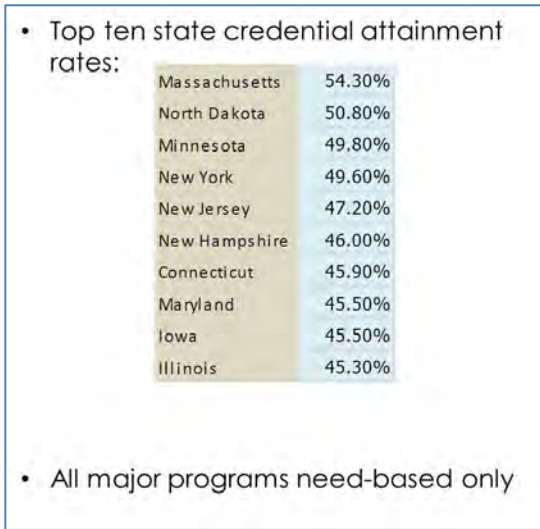 • Top ten state credential attainment
rates:
Massachusetts 54.30%
North Dakota 50.80%
Minnesota 49.80%
New York 49.60%
New Jersey 47.20%
New Hampshire 46.00%
Connecticut 45.90%
Maryland 45.50%
Iowa 45.50%
Illinois 45.30%
• All major programs need-based only